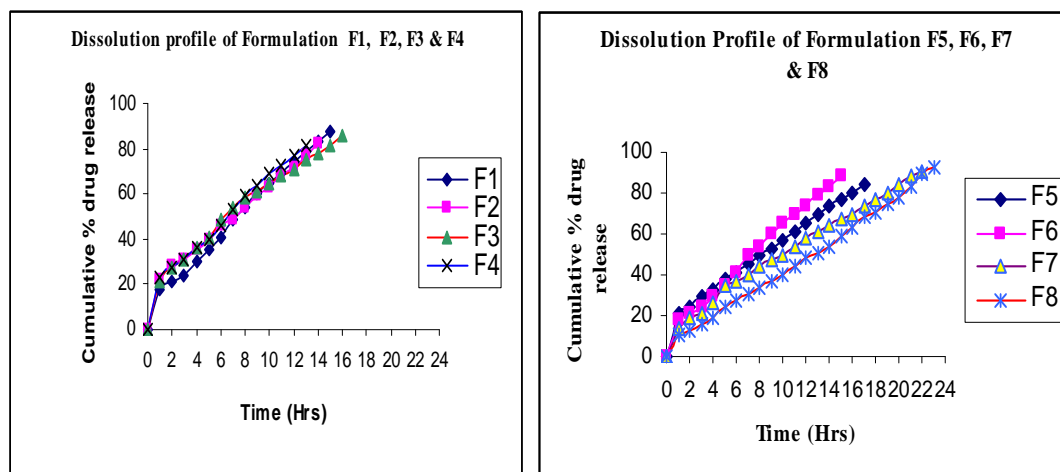 Dissolution profile of Formulation F1, F2, F3 & F4
Cumulative % drug release
100
80
60
40
20
0
0 2 4 6 8 10 12 14 16 18 20 22 24
Time (Hrs)
F1
F2
F3
F4
Dissolution Profile of Formulation F5, F6, F7
& F8
Cumulative % drug
release
100
80
60
40
20
0
0 2 4 6 8 10 12 14 16 18 20 22 24
Time (Hrs)
F5
F6
F7
F8